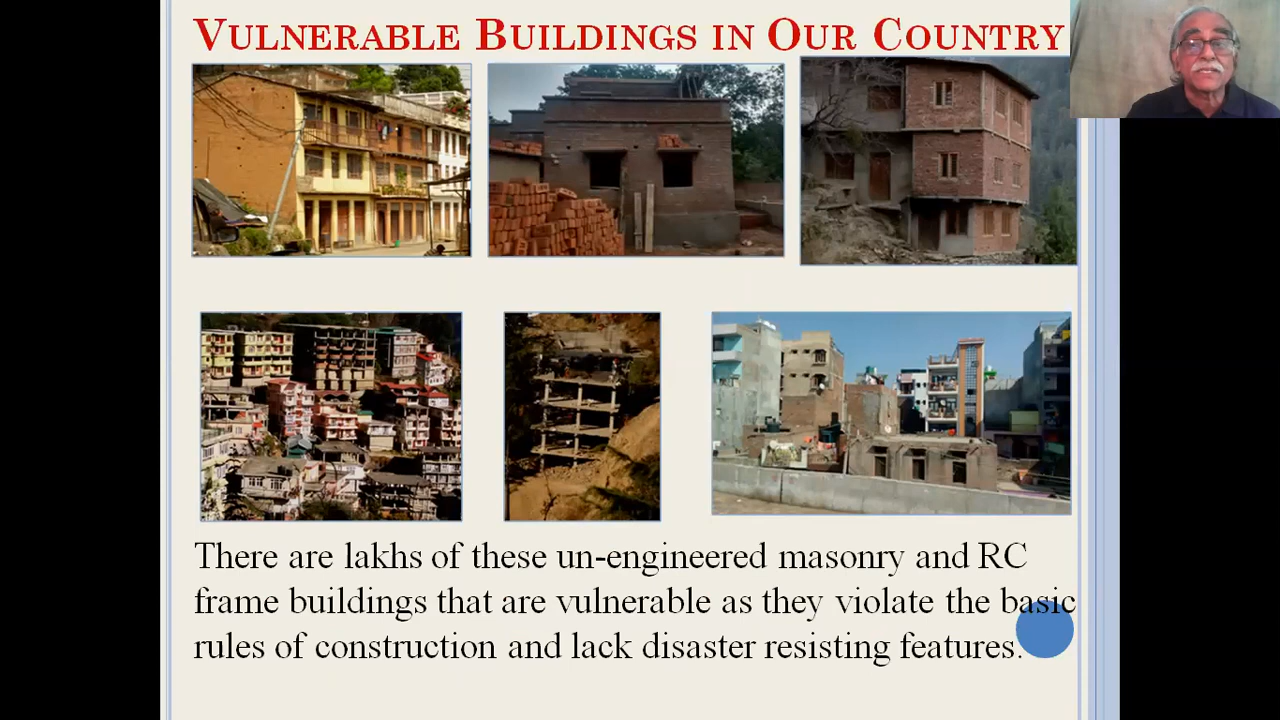 VULNERABLE BUILDINGS IN OUR COUNTRY
There are lakhs of these un-engineered masonry and RC
frame buildings that are vulnerable as they violate the basic
rules of construction and lack disaster resisting features.